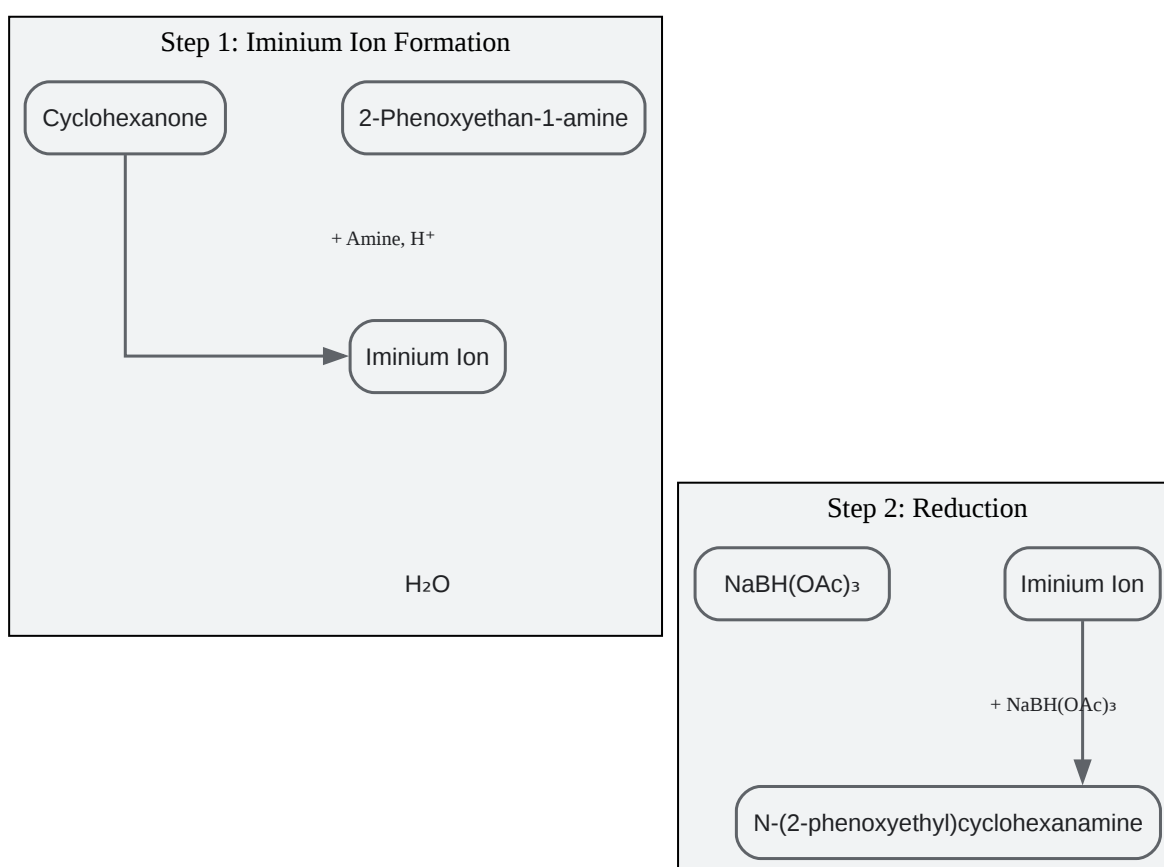 Step 1: Iminium Ion Formation
Cyclohexanone
2-Phenoxyethan-1-amine
+ Amine, H⁺
Iminium Ion
H₂O
Step 2: Reduction
NaBH(OAc)₃
Iminium Ion
+ NaBH(OAc)₃
N-(2-phenoxyethyl)cyclohexanamine